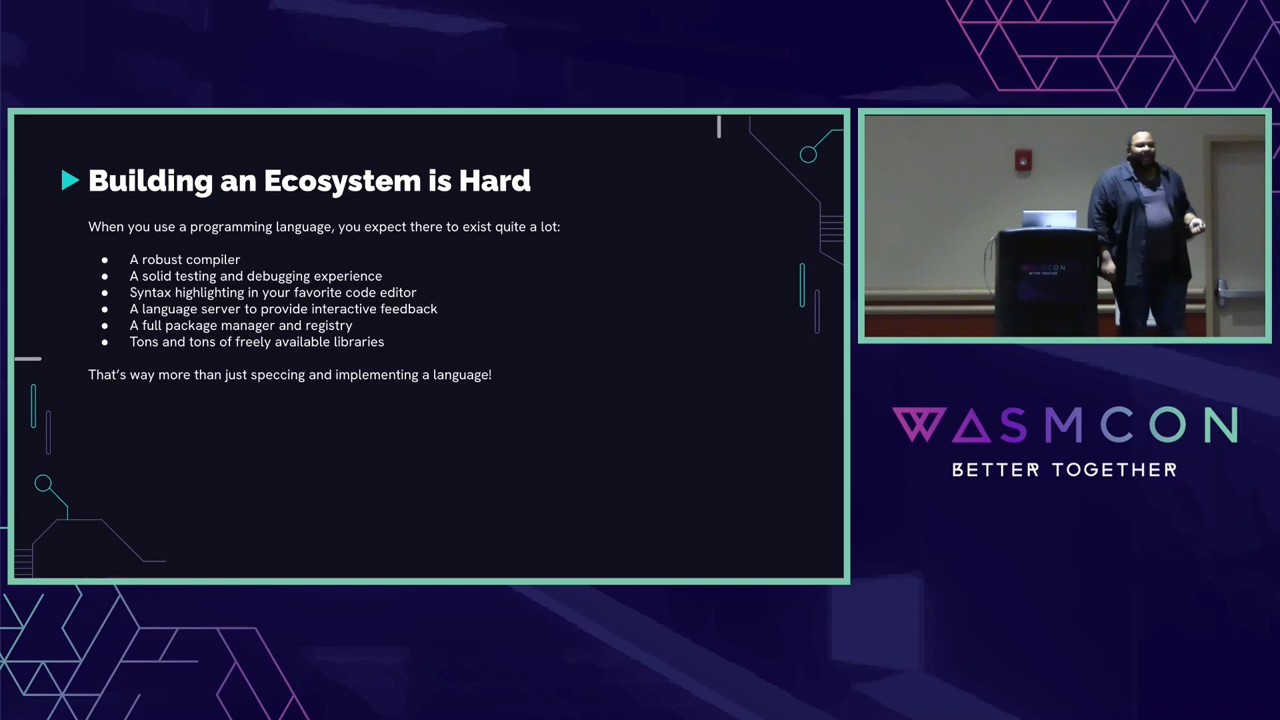 Building an Ecosystem is Hard
When you use a programming language, you expect there to exist quite a lot:
● A robust compiler
● A solid testing and debugging experience
● Syntax highlighting in your favorite code editor
● A language server to provide interactive feedback
● A full package manager and registry
● Tons and tons of freely available libraries
That’s way more than just speccing and implementing a language!
WASMCON
BETTER TOGETHER
WASMCON
BETTER TOGETHER